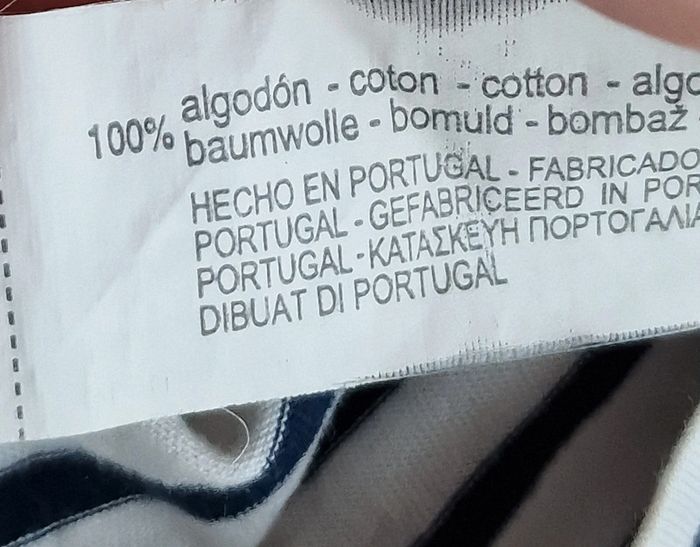 100% algodón - coton - cotton - algo
baumwolle - bomuld - bombaž
HECHO EN PORTUGAL - FABRICADO
PORTUGAL - GEFABRICEERD IN POR
PORTUGAL - ΚΑΤΑΣΚΕΥΗ ΠΟΡΤΟΓΑΛΙΑ
DIBUAT DI PORTUGAL